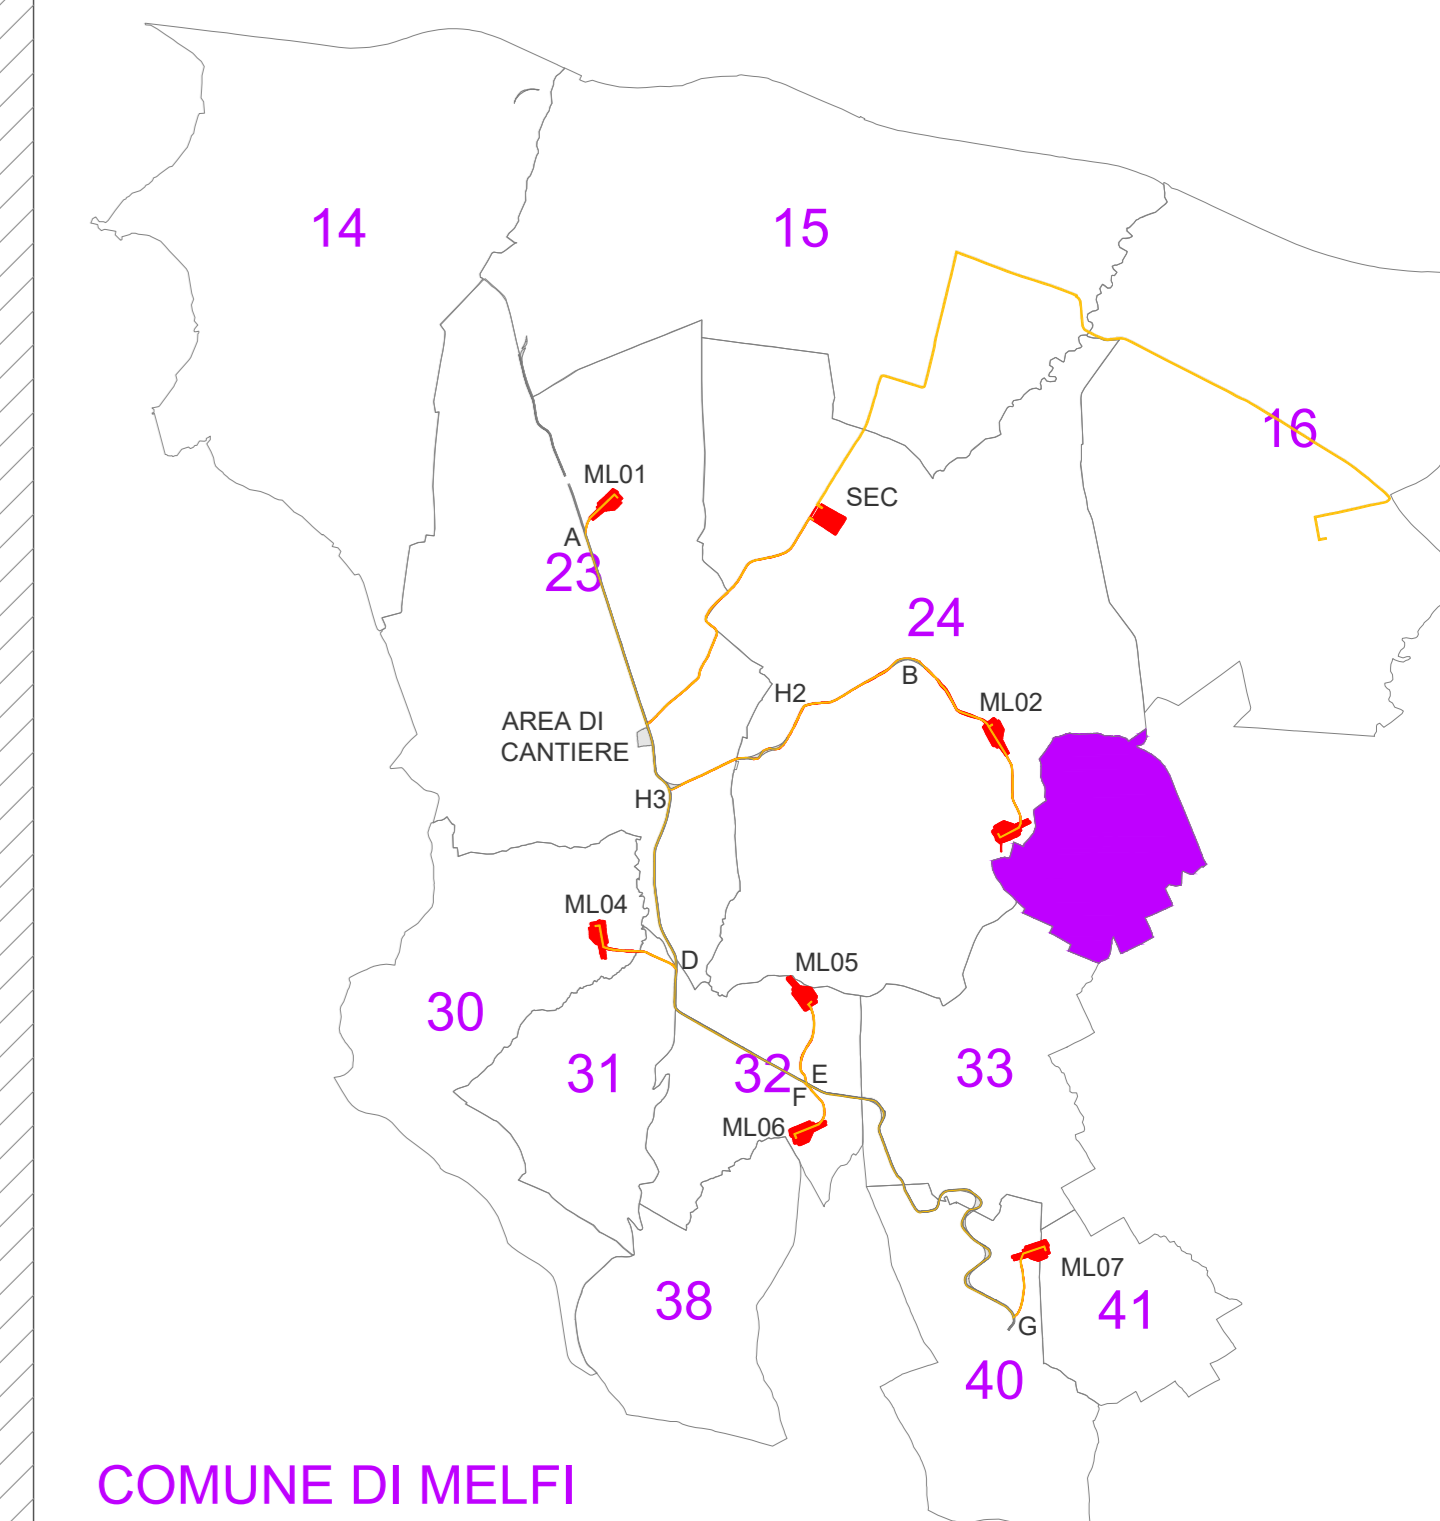 14
15
16
ML01
SEC
A
23
24
B
H2
ML02
AREA DI
CANTIERE
H3
ML04
D
ML05
30
31
32
E
33
F
ML06
ML07
38
41
G
40
COMUNE DI MELFI